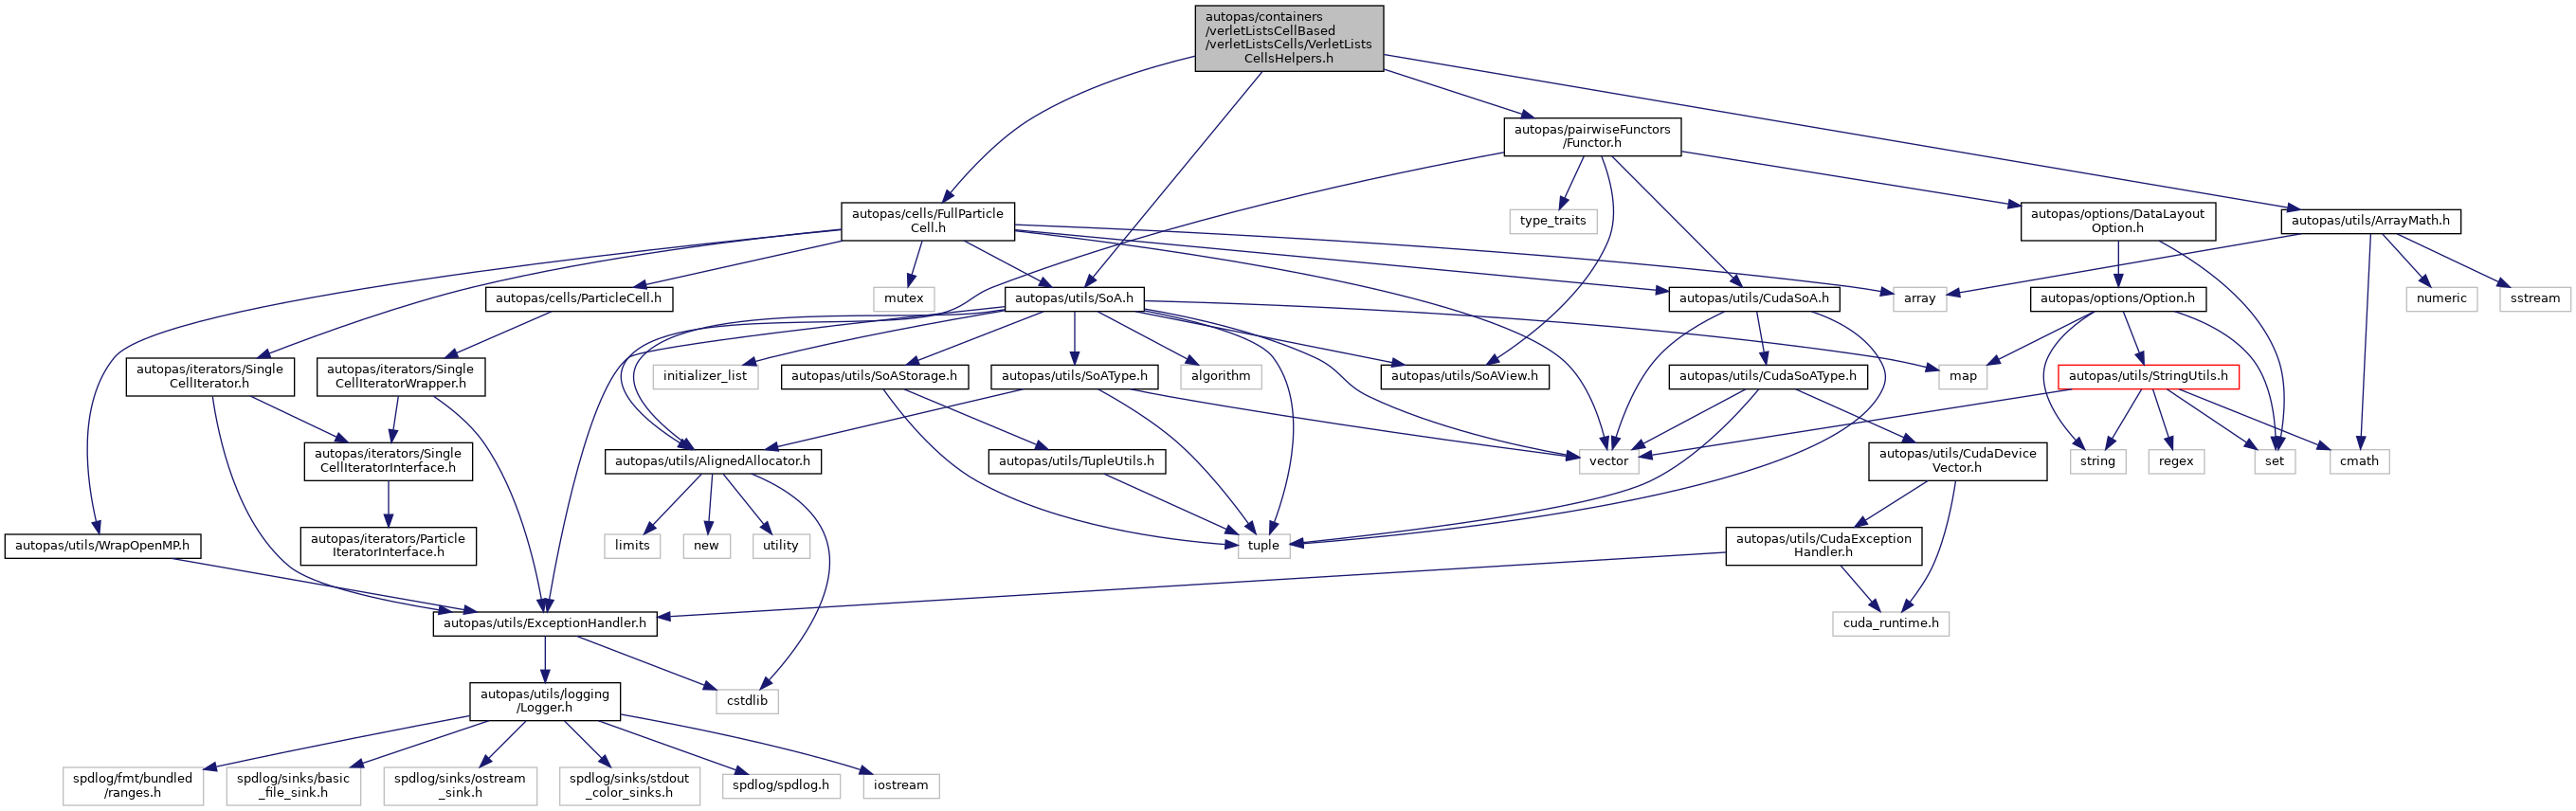 autopas/containers
/verletListsCellBased
/verletListsCells/VerletLists
CellsHelpers.h
autopas/pairwiseFunctors
/Functor.h
autopas/cells/FullParticle
Cell.h
type_traits
autopas/options/DataLayout
Option.h
autopas/utils/ArrayMath.h
autopas/cells/ParticleCell.h
mutex
autopas/utils/SoA.h
autopas/utils/CudaSoA.h
array
autopas/options/Option.h
numeric
sstream
autopas/iterators/Single
CellIterator.h
autopas/iterators/Single
CellIteratorWrapper.h
initializer_list
autopas/utils/SoAStorage.h
autopas/utils/SoAType.h
algorithm
autopas/utils/SoAView.h
autopas/utils/CudaSoAType.h
map
autopas/utils/StringUtils.h
autopas/iterators/Single
CellIteratorInterface.h
autopas/utils/AlignedAllocator.h
autopas/utils/TupleUtils.h
vector
autopas/utils/CudaDevice
Vector.h
string
regex
set
cmath
autopas/utils/WrapOpenMP.h
autopas/iterators/Particle
IteratorInterface.h
limits
new
utility
tuple
autopas/utils/CudaException
Handler.h
autopas/utils/ExceptionHandler.h
cuda_runtime.h
autopas/utils/logging
/Logger.h
cstdlib
spdlog/fmt/bundled
/ranges.h
spdlog/sinks/basic
_file_sink.h
spdlog/sinks/ostream
_sink.h
spdlog/sinks/stdout
_color_sinks.h
spdlog/spdlog.h
iostream